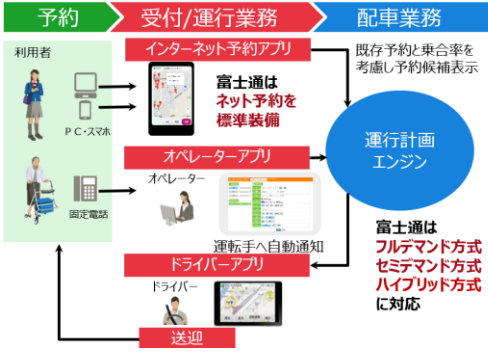 予約
受付/運行業務
配車業務
利用者
PC・スマホ
固定電話
インターネット予約アプリ
富士通は
ネット予約を
標準装備
オペレーターアプリ
オペレーター
運転手へ自動通知
ドライバーアプリ
ドライバー
送迎
既存予約と乗合率を
考慮し予約候補表示
運行計画
エンジン
富士通は
フルデマンド方式
セミデマンド方式
ハイブリッド方式
に対応